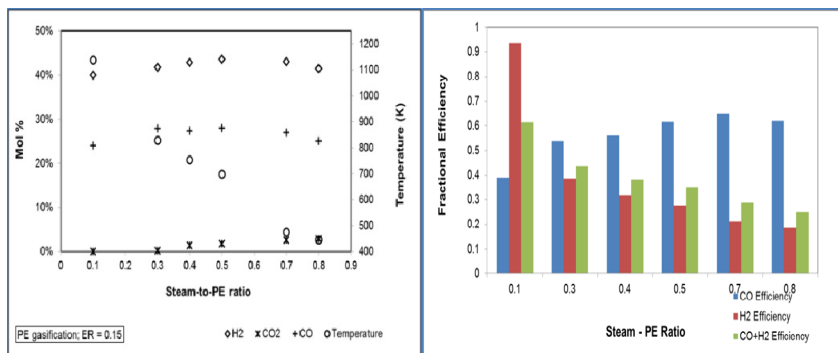 50%
40%
30%
20%
10%
0%
Mol %
1200
1100
1000
900
800
700
600
500
400
Temperature (K)
0 0.1 0.2 0.3 0.4 0.5 0.6 0.7 0.8 0.9
Steam-to-PE ratio
PE gasification; ER = 0.15
H2 CO2 CO Temperature
1
0.9
0.8
0.7
0.6
0.5
0.4
0.3
0.2
0.1
0
Fractional Efficiency
0.1 0.3 0.4 0.5 0.7 0.8
Steam - PE Ratio
CO Efficiency
H2 Efficiency
CO+H2 Efficiency